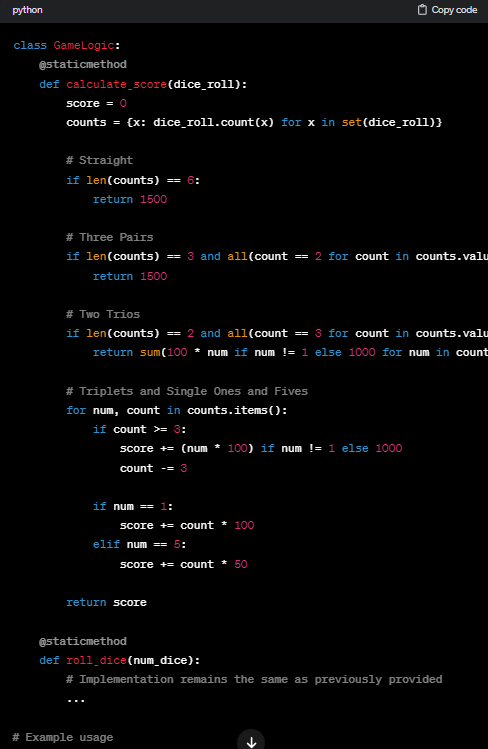 python
Copy code
class GameLogic:
    @staticmethod
    def calculate_score(dice_roll):
        score = 0
        counts = {x: dice_roll.count(x) for x in set(dice_roll)}

        # Straight
        if len(counts) == 6:
            return 1500

        # Three Pairs
        if len(counts) == 3 and all(count == 2 for count in counts.valu
            return 1500

        # Two Trios
        if len(counts) == 2 and all(count == 3 for count in counts.valu
            return sum(100 * num if num != 1 else 1000 for num in count

        # Triplets and Single Ones and Fives
        for num, count in counts.items():
            if count >= 3:
                score += (num * 100) if num != 1 else 1000
                count -= 3

            if num == 1:
                score += count * 100
            elif num == 5:
                score += count * 50

        return score

    @staticmethod
    def roll_dice(num_dice):
        # Implementation remains the same as previously provided
        ...

# Example usage